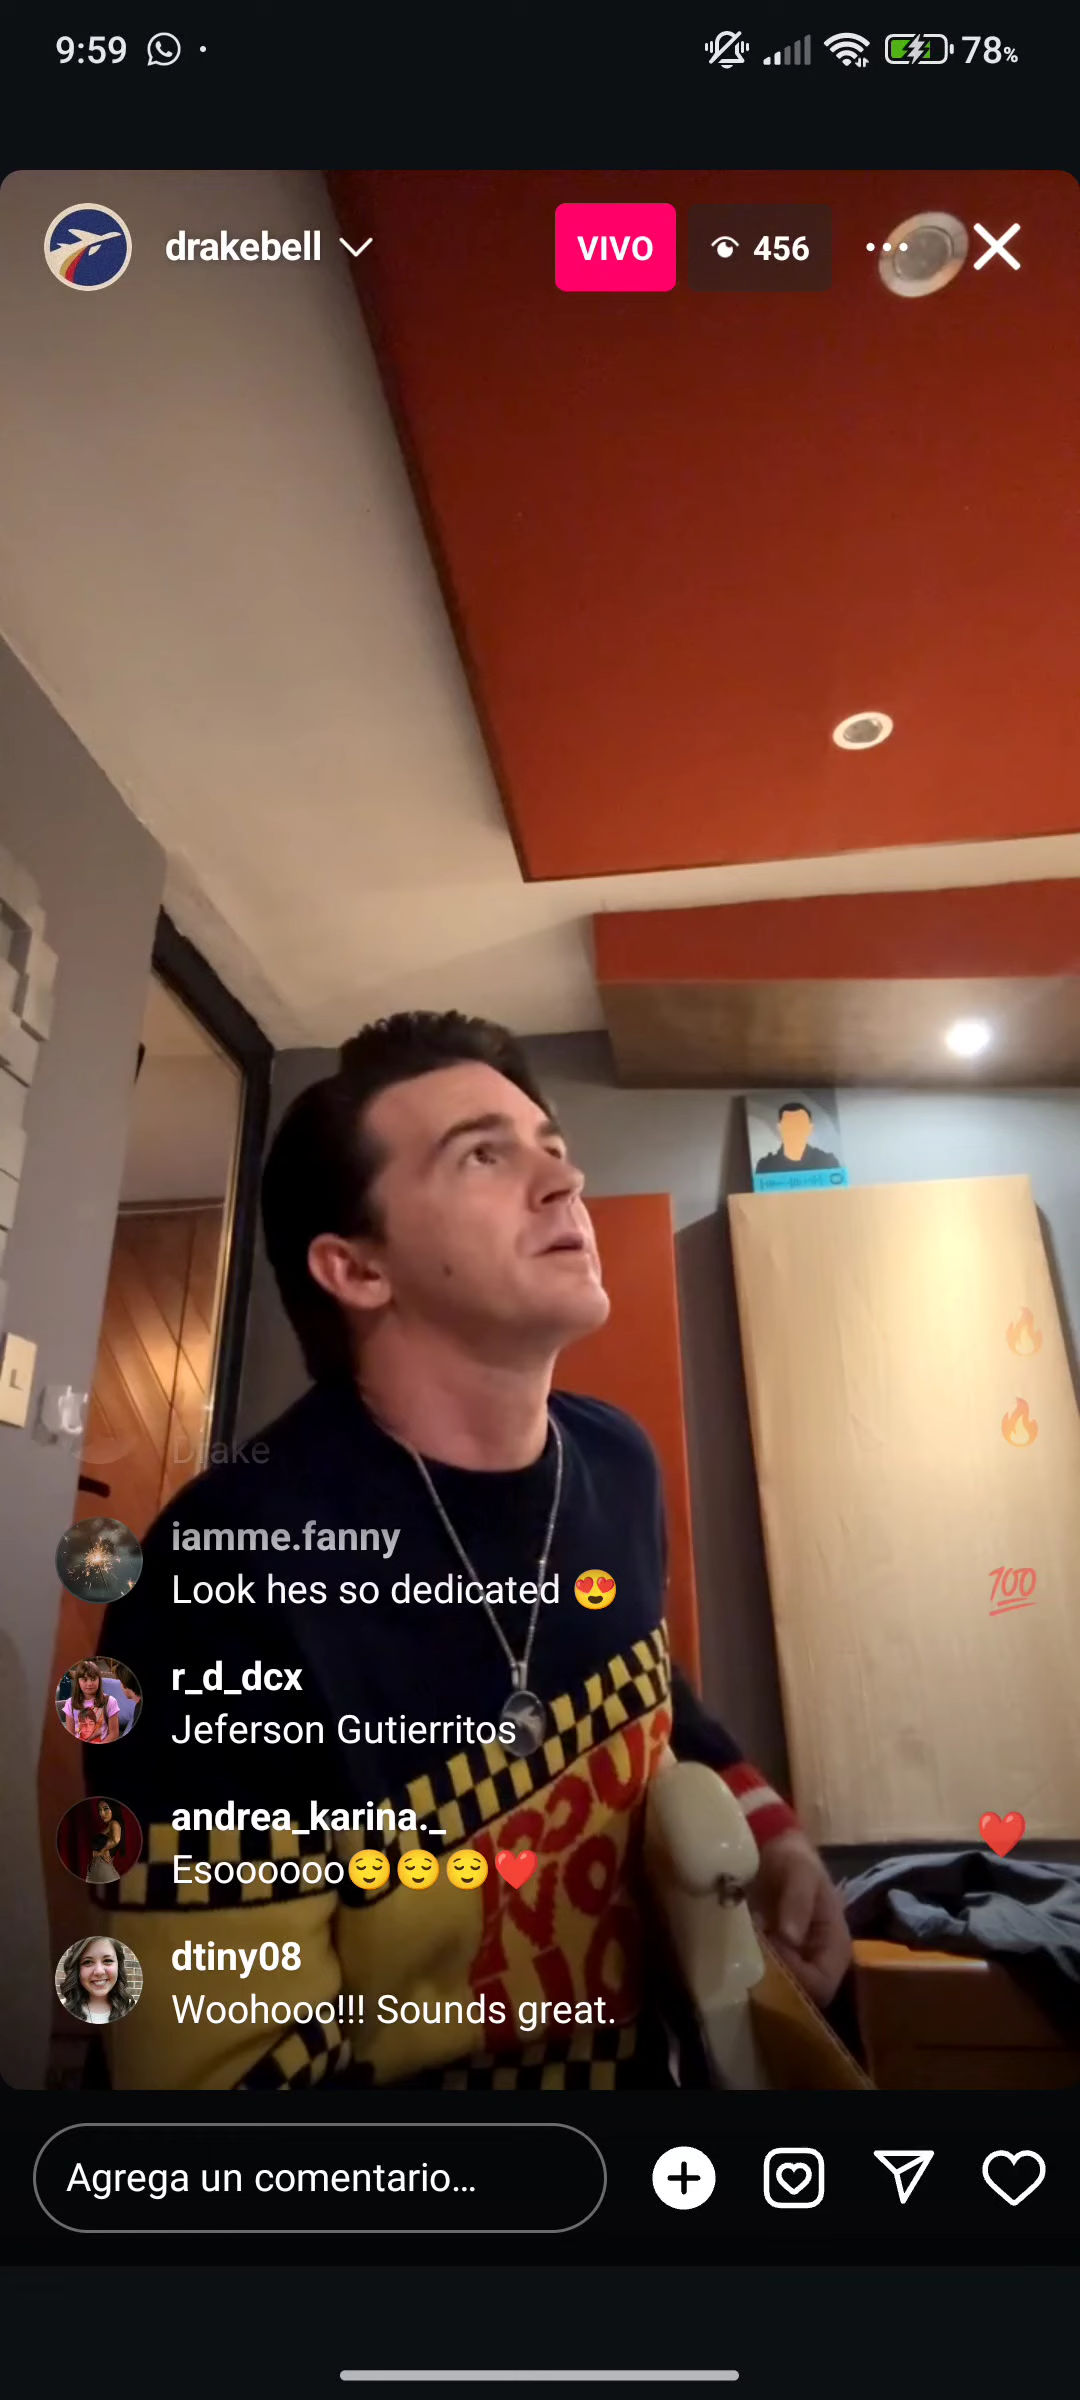 9:59
78%
drakebell
VIVO
456
Drake
iamme.fanny
Look hes so dedicated 😍
r_d_dcx
Jeferson Gutierritos
andrea_karina._
Esoooooo😌😌😌❤️
dtiny08
Woohooo!!! Sounds great.
💯
Agrega un comentario...